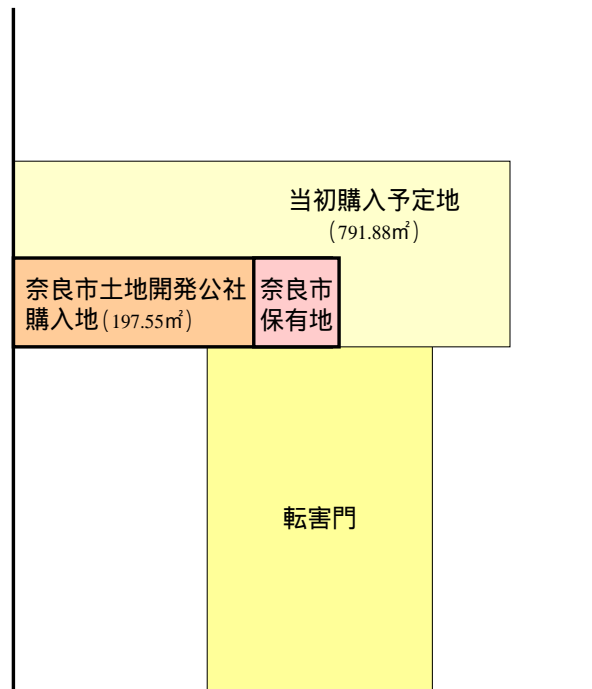 当初購入予定地
(791.88㎡)
奈良市土地開発公社
購入地(197.55㎡)
奈良市
保有地
転害門